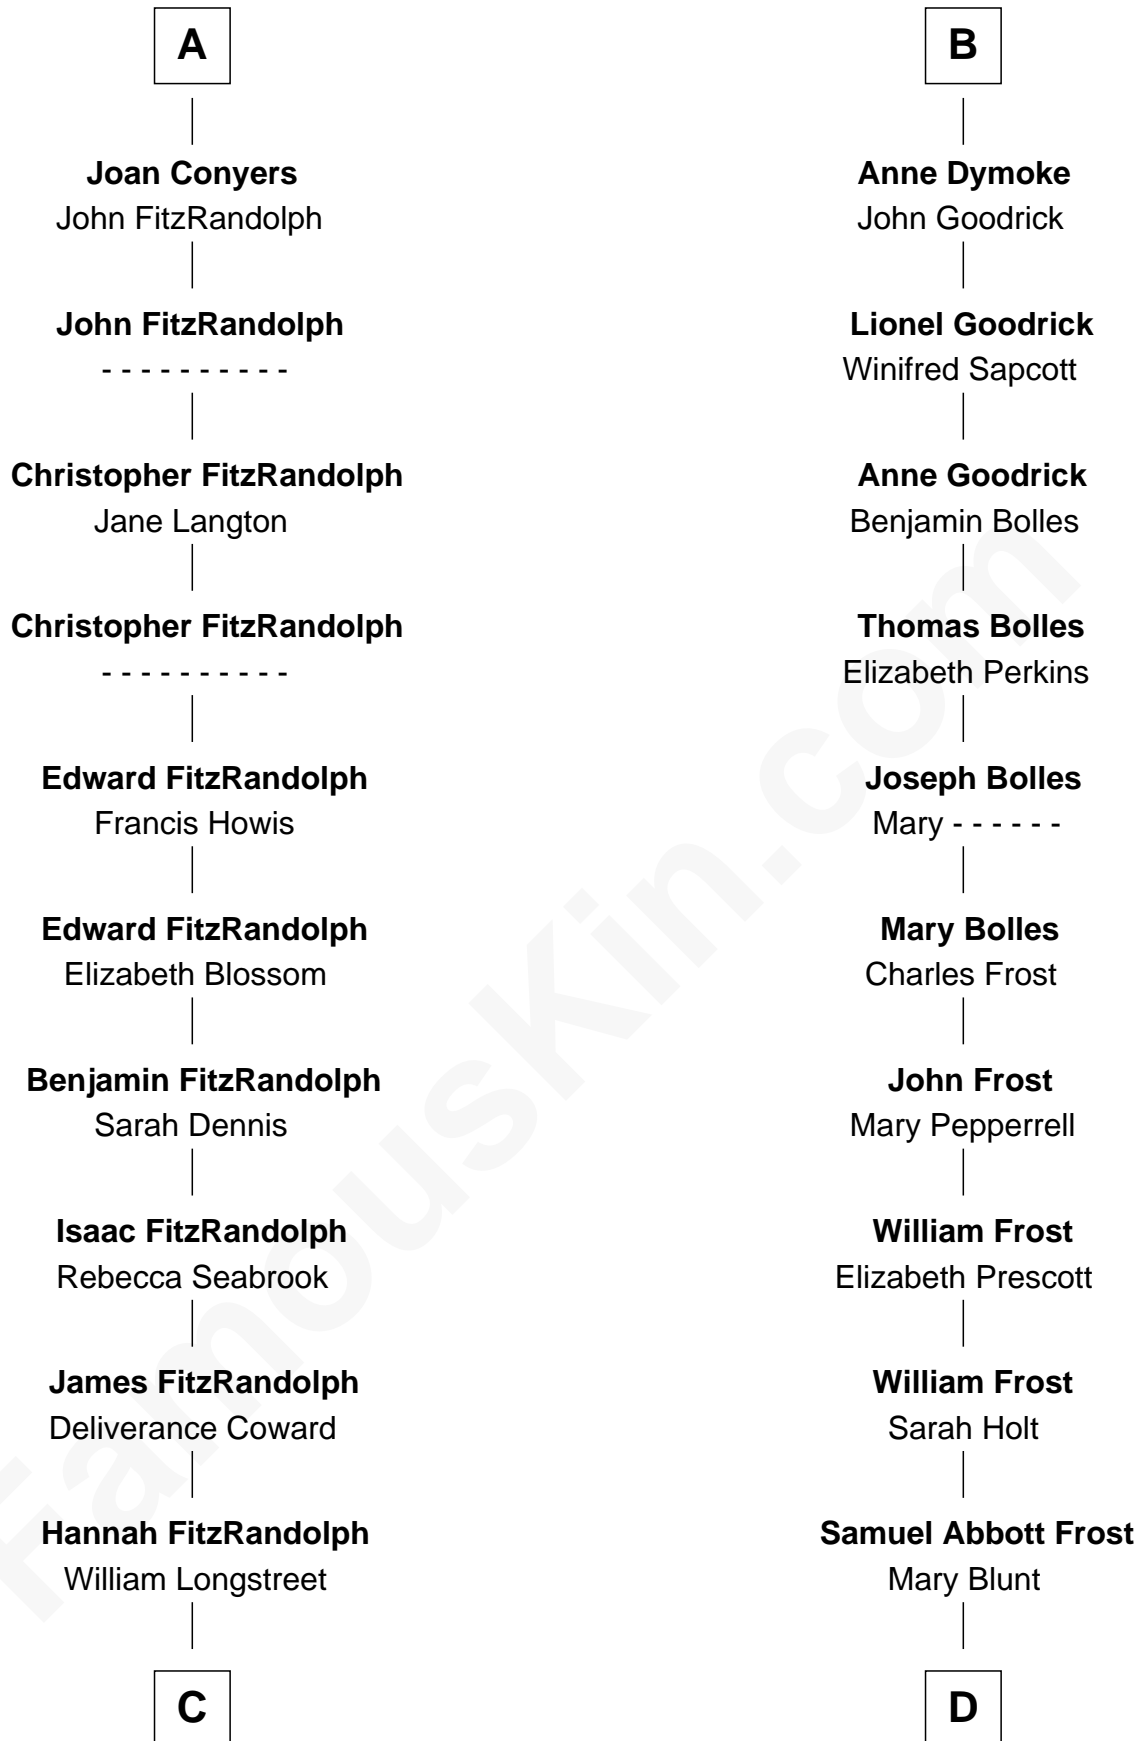 A
Joan Conyers
John FitzRandolph
John FitzRandolph
- - - - - - - - - -
Christopher FitzRandolph
Jane Langton
Christopher FitzRandolph
- - - - - - - - - -
Edward FitzRandolph
Francis Howis
Edward FitzRandolph
Elizabeth Blossom
Benjamin FitzRandolph
Sarah Dennis
Isaac FitzRandolph
Rebecca Seabrook
James FitzRandolph
Deliverance Coward
Hannah FitzRandolph
William Longstreet
C
B
Anne Dymoke
John Goodrick
Lionel Goodrick
Winifred Sapcott
Anne Goodrick
Benjamin Bolles
Thomas Bolles
Elizabeth Perkins
Joseph Bolles
Mary - - - - - -
Mary Bolles
Charles Frost
John Frost
Mary Pepperrell
William Frost
Elizabeth Prescott
William Frost
Sarah Holt
Samuel Abbott Frost
Mary Blunt
D
FamousKin.com